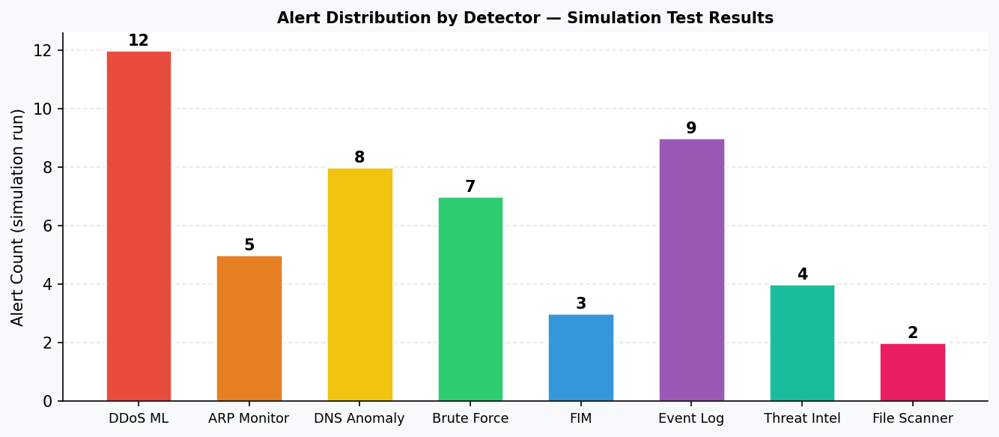 Alert Distribution by Detector — Simulation Test Results
Alert Count (simulation run)
12
10
8
6
4
2
0
12
5
8
7
3
9
4
2
DDoS ML
ARP Monitor
DNS Anomaly
Brute Force
FIM
Event Log
Threat Intel
File Scanner